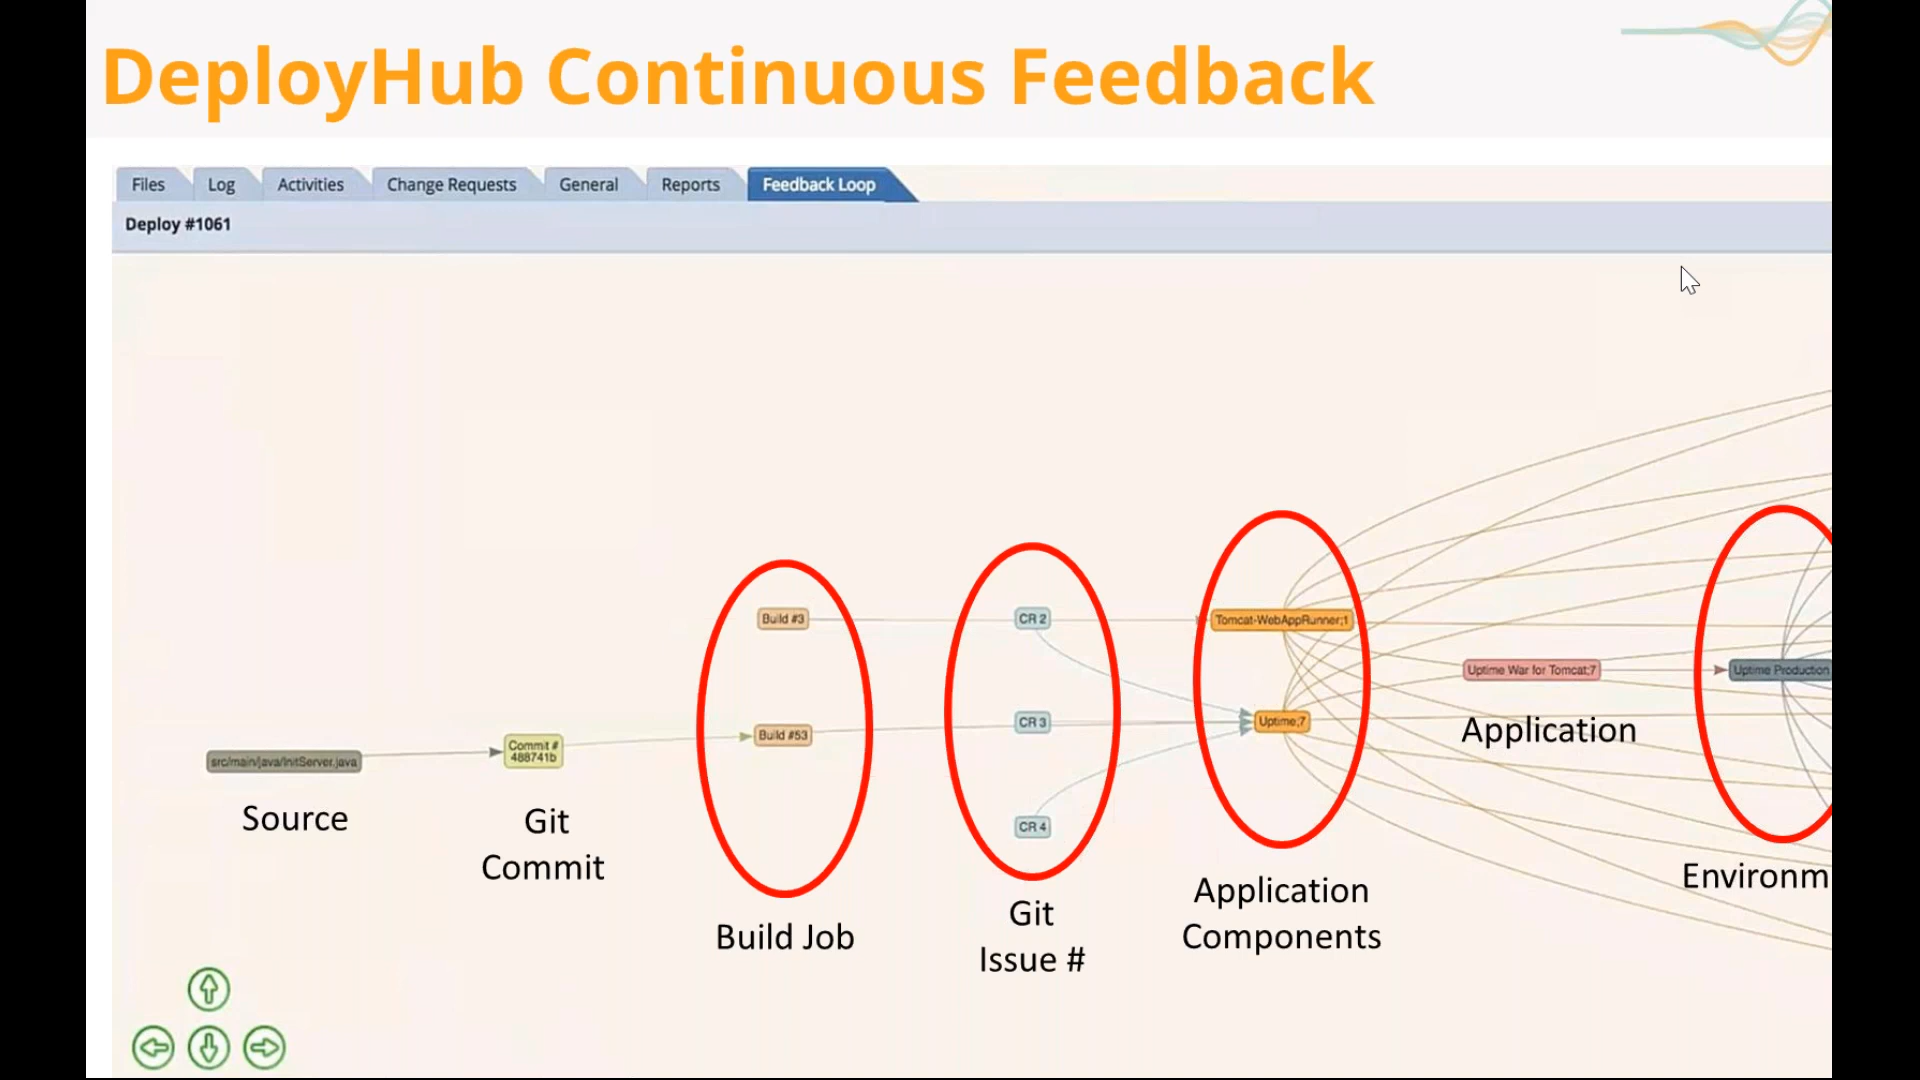 DeployHub Continuous Feedback
Files
Log
Activities
Change Requests
General
Reports
Feedback Loop
Deploy #1061
Build #3
CR 2
Tomcat-WebAppRunner;1
Uptime War for Tomcat;7
Uptime Production
CR 3
Uptime;7
Application
Commit #
488741b
Build #53
src/main/java/InitServer.java
Source
Git
Commit
CR 4
Environm
Build Job
Git
Issue #
Application
Components